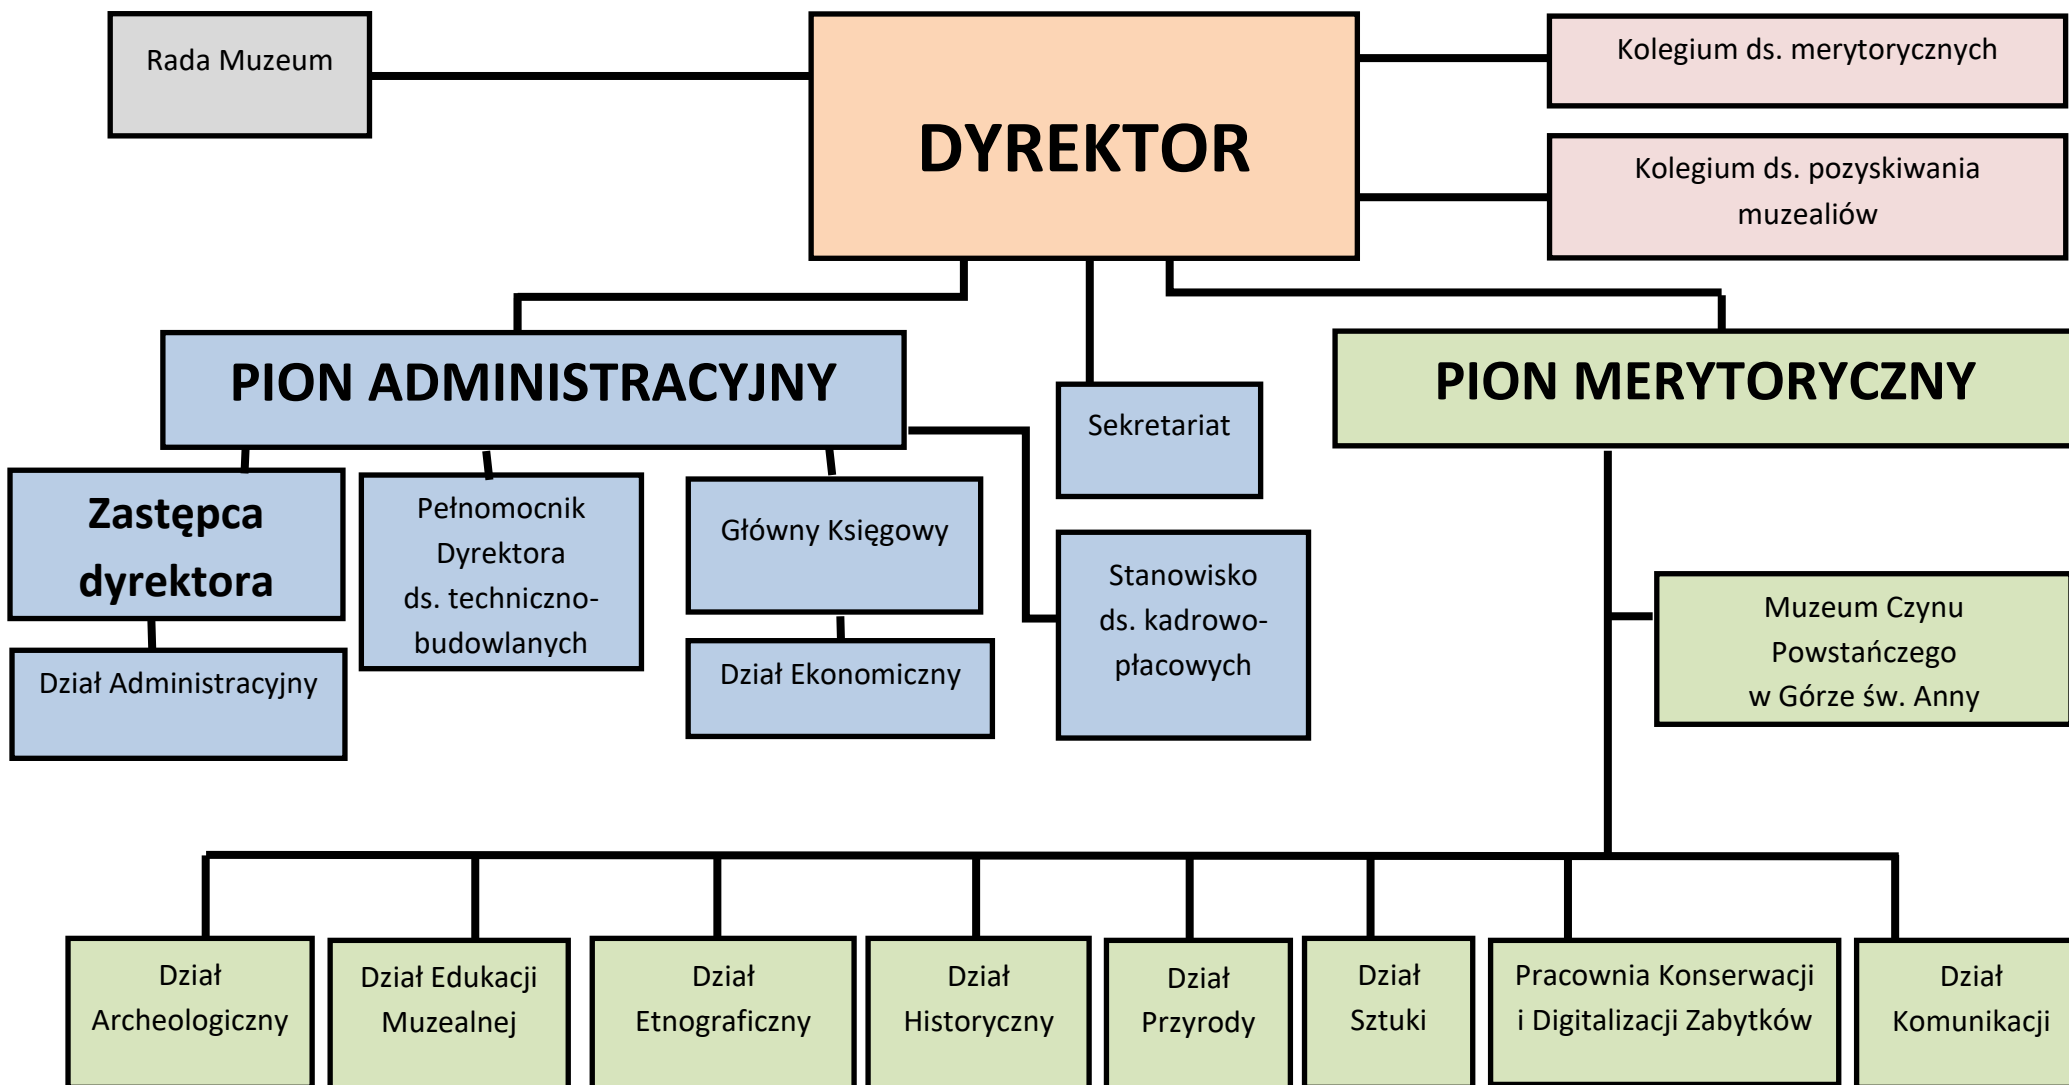 Rada Muzeum
DYREKTOR
Kolegium ds. merytorycznych
Kolegium ds. pozyskiwania
muzealiów
PION ADMINISTRACYJNY
Sekretariat
PION MERYTORYCZNY
Zastępca
dyrektora
Pełnomocnik
Dyrektora
ds. techniczno-
budowlanych
Główny Księgowy
Stanowisko
ds. kadrowo-
płacowych
Muzeum Czynu
Powstańczego
w Górze św. Anny
Dział Administracyjny
Dział Ekonomiczny
Dział
Archeologiczny
Dział Edukacji
Muzealnej
Dział
Etnograficzny
Dział
Historyczny
Dział
Przyrody
Dział
Sztuki
Pracownia Konserwacji
i Digitalizacji Zabytków
Dział
Komunikacji